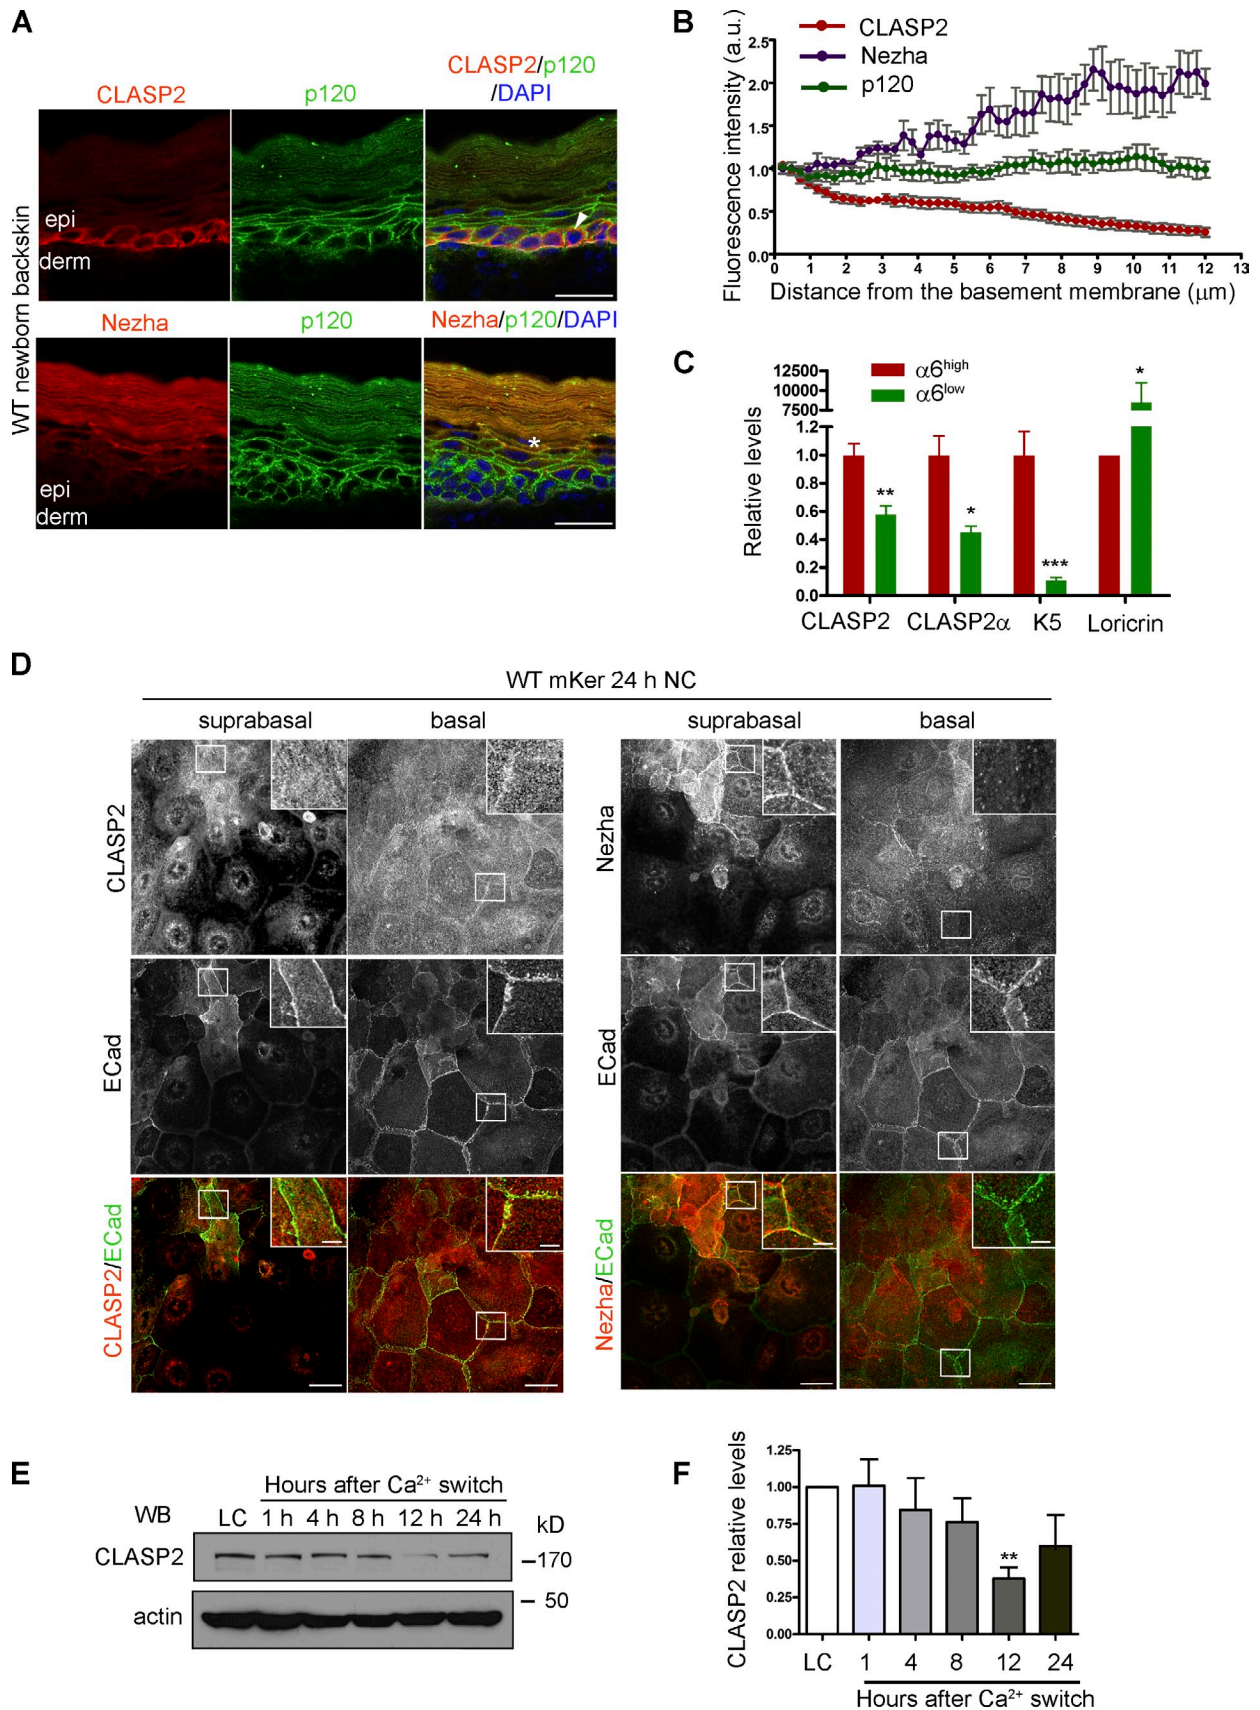 A
WT newborn backskin
CLASP2
p120
CLASP2/p120
/DAPI
epi
derm
Nezha
p120
Nezha/p120/DAPI
*
epi
derm
B
CLASP2
Nezha
p120
Fluorescence intensity (a.u.)
2.5
2.0
1.5
1.0
0.5
0.0
0 1 2 3 4 5 6 7 8 9 10 11 12 13
Distance from the basement membrane (μm)
C
α6high
α6low
Relative levels
12500
10000
7500
1.2
1.0
0.8
0.6
0.4
0.2
0.0
** * *** *
CLASP2 CLASP2α K5 Loricrin
D
WT mKer 24 h NC
suprabasal basal suprabasal basal
CLASP2
ECad
CLASP2/ECad
Nezha
ECad
Nezha/ECad
E
Hours after Ca2+ switch
WB LC 1 h 4 h 8 h 12 h 24 h kD
CLASP2 –170
– 50
actin
F
CLASP2 relative levels
1.25
1.00
0.75
0.50
0.25
0.00
**
LC 1 4 8 12 24
Hours after Ca2+ switch